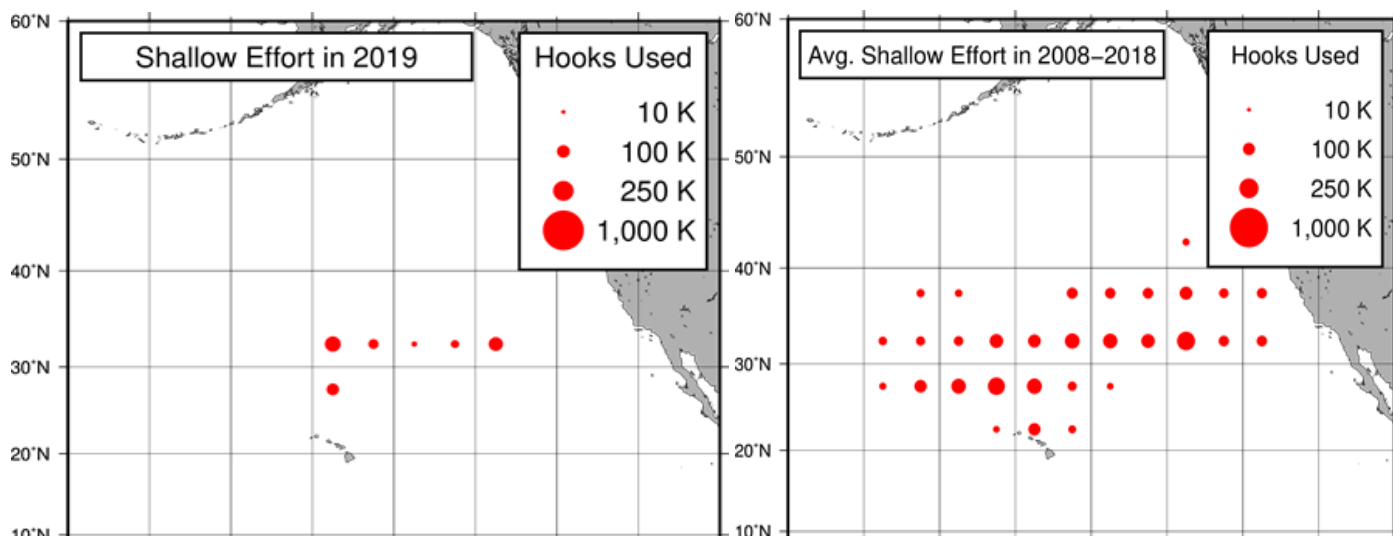 Shallow Effort in 2019
Hooks Used
10 K
100 K
250 K
1,000 K
60˚N
50˚N
40˚N
30˚N
20˚N
10˚N
Avg. Shallow Effort in 2008–2018
Hooks Used
10 K
100 K
250 K
1,000 K
60˚N
50˚N
40˚N
30˚N
20˚N
10˚N